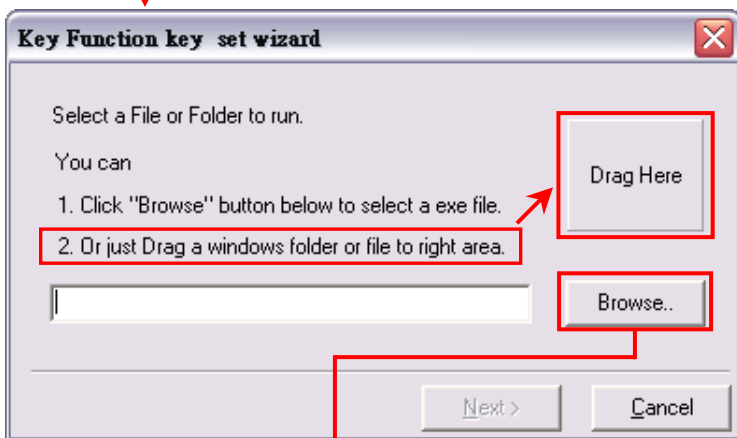 Key Function key set wizard
Select a File or Folder to run.
You can
Drag Here
1. Click "Browse" button below to select a exe file.
2. Or just Drag a windows folder or file to right area.
Browse..
Next >
Cancel